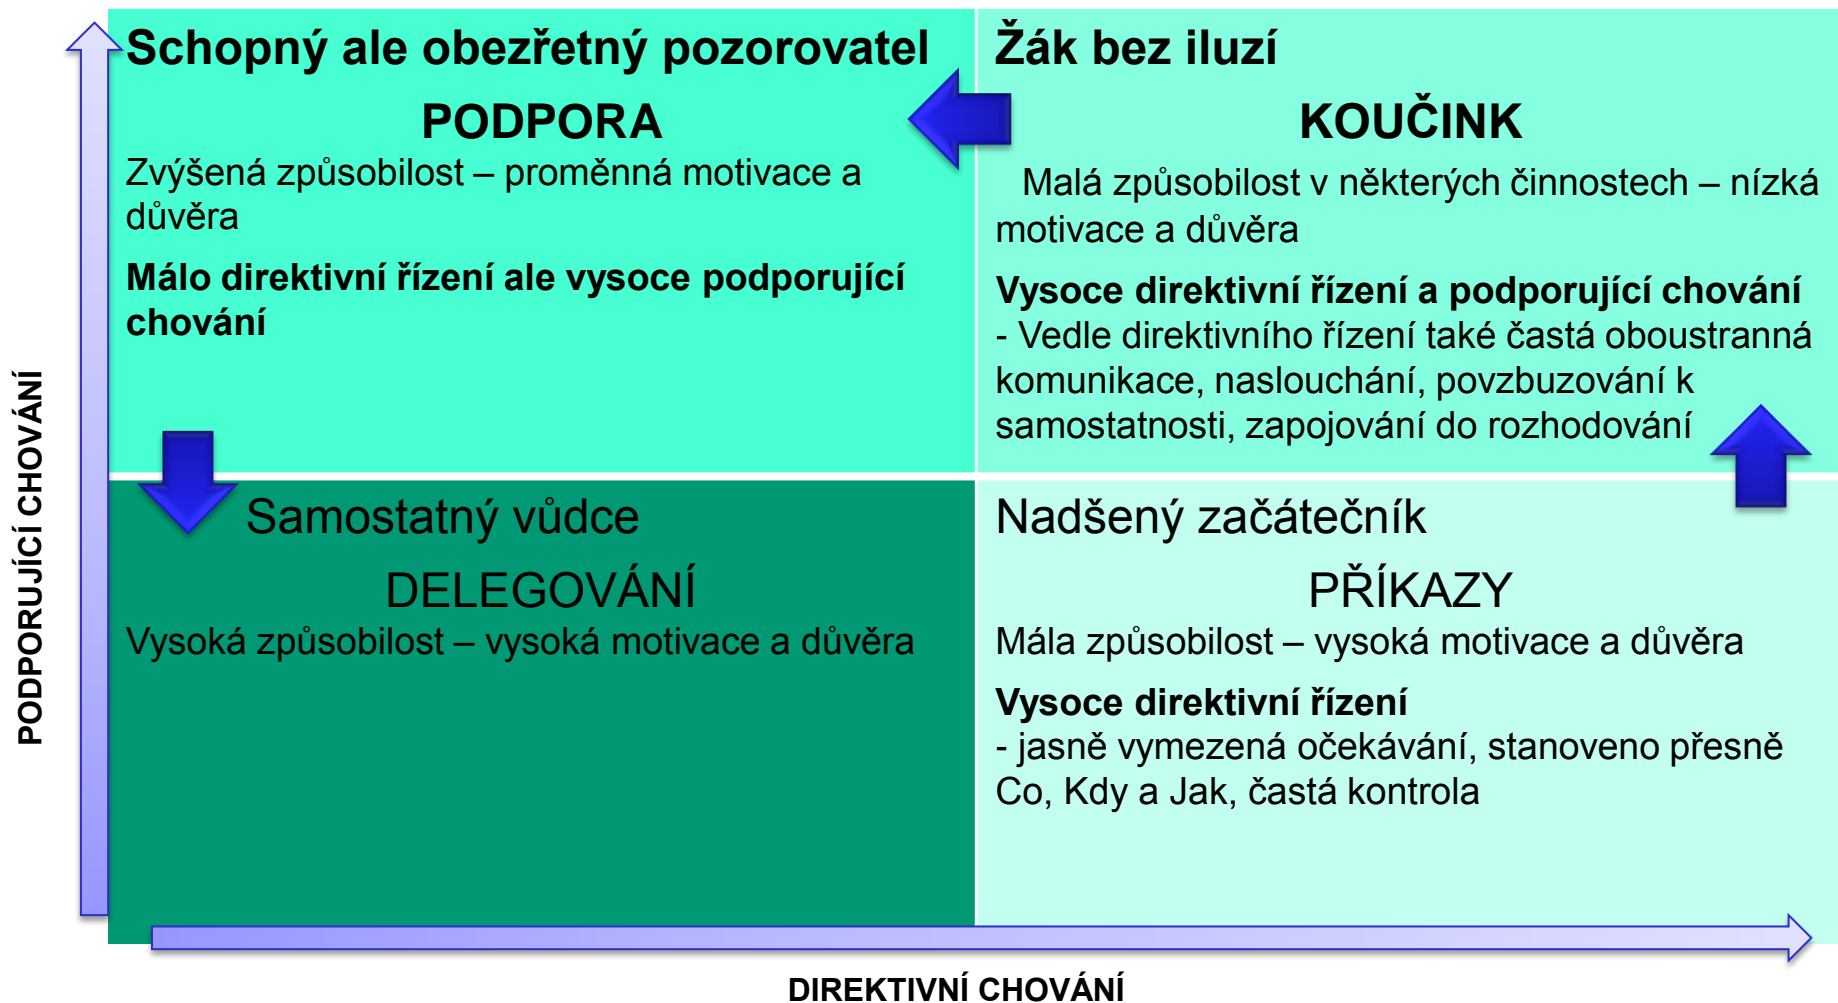 Schopný ale obezřetný pozorovatel
PODPORA
Zvýšená způsobilost – proměnná motivace a
důvěra
Málo direktivní řízení ale vysoce podporující
chování
Žák bez iluzí
KOUČINK
Malá způsobilost v některých činnostech – nízká
motivace a důvěra
Vysoce direktivní řízení a podporující chování
- Vedle direktivního řízení také častá oboustranná
komunikace, naslouchání, povzbuzování k
samostatnosti, zapojování do rozhodování
Samostatný vůdce
DELEGOVÁNÍ
Vysoká způsobilost – vysoká motivace a důvěra
Nadšený začátečník
PŘÍKAZY
Mála způsobilost – vysoká motivace a důvěra
Vysoce direktivní řízení
- jasně vymezená očekávání, stanoveno přesně
Co, Kdy a Jak, častá kontrola
PODPORUJÍCÍ CHOVÁNÍ
DIREKTIVNÍ CHOVÁNÍ